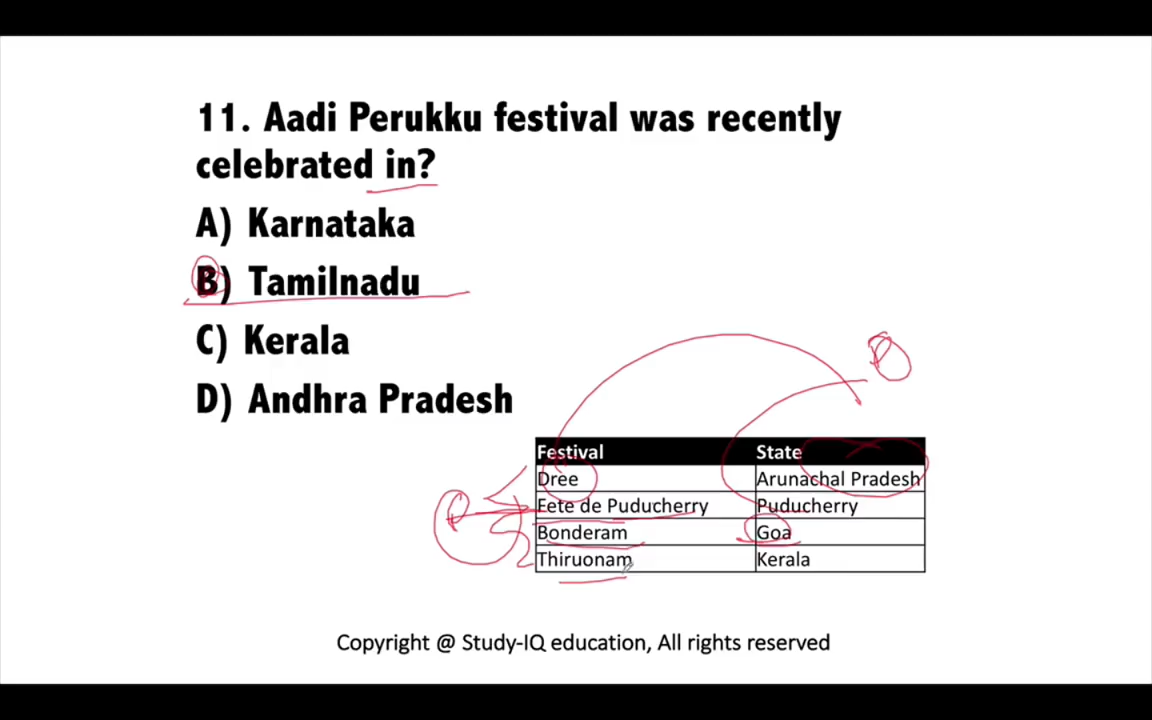 11. Aadi Perukku festival was recently
celebrated in?
A) Karnataka
B) Tamilnadu
C) Kerala
D) Andhra Pradesh
Festival State
Dree Arunachal Pradesh
Eete de Puducherry Puducherry
Bonderam Goa
Thiruonam Kerala
Copyright @ Study-IQ education, All rights reserved